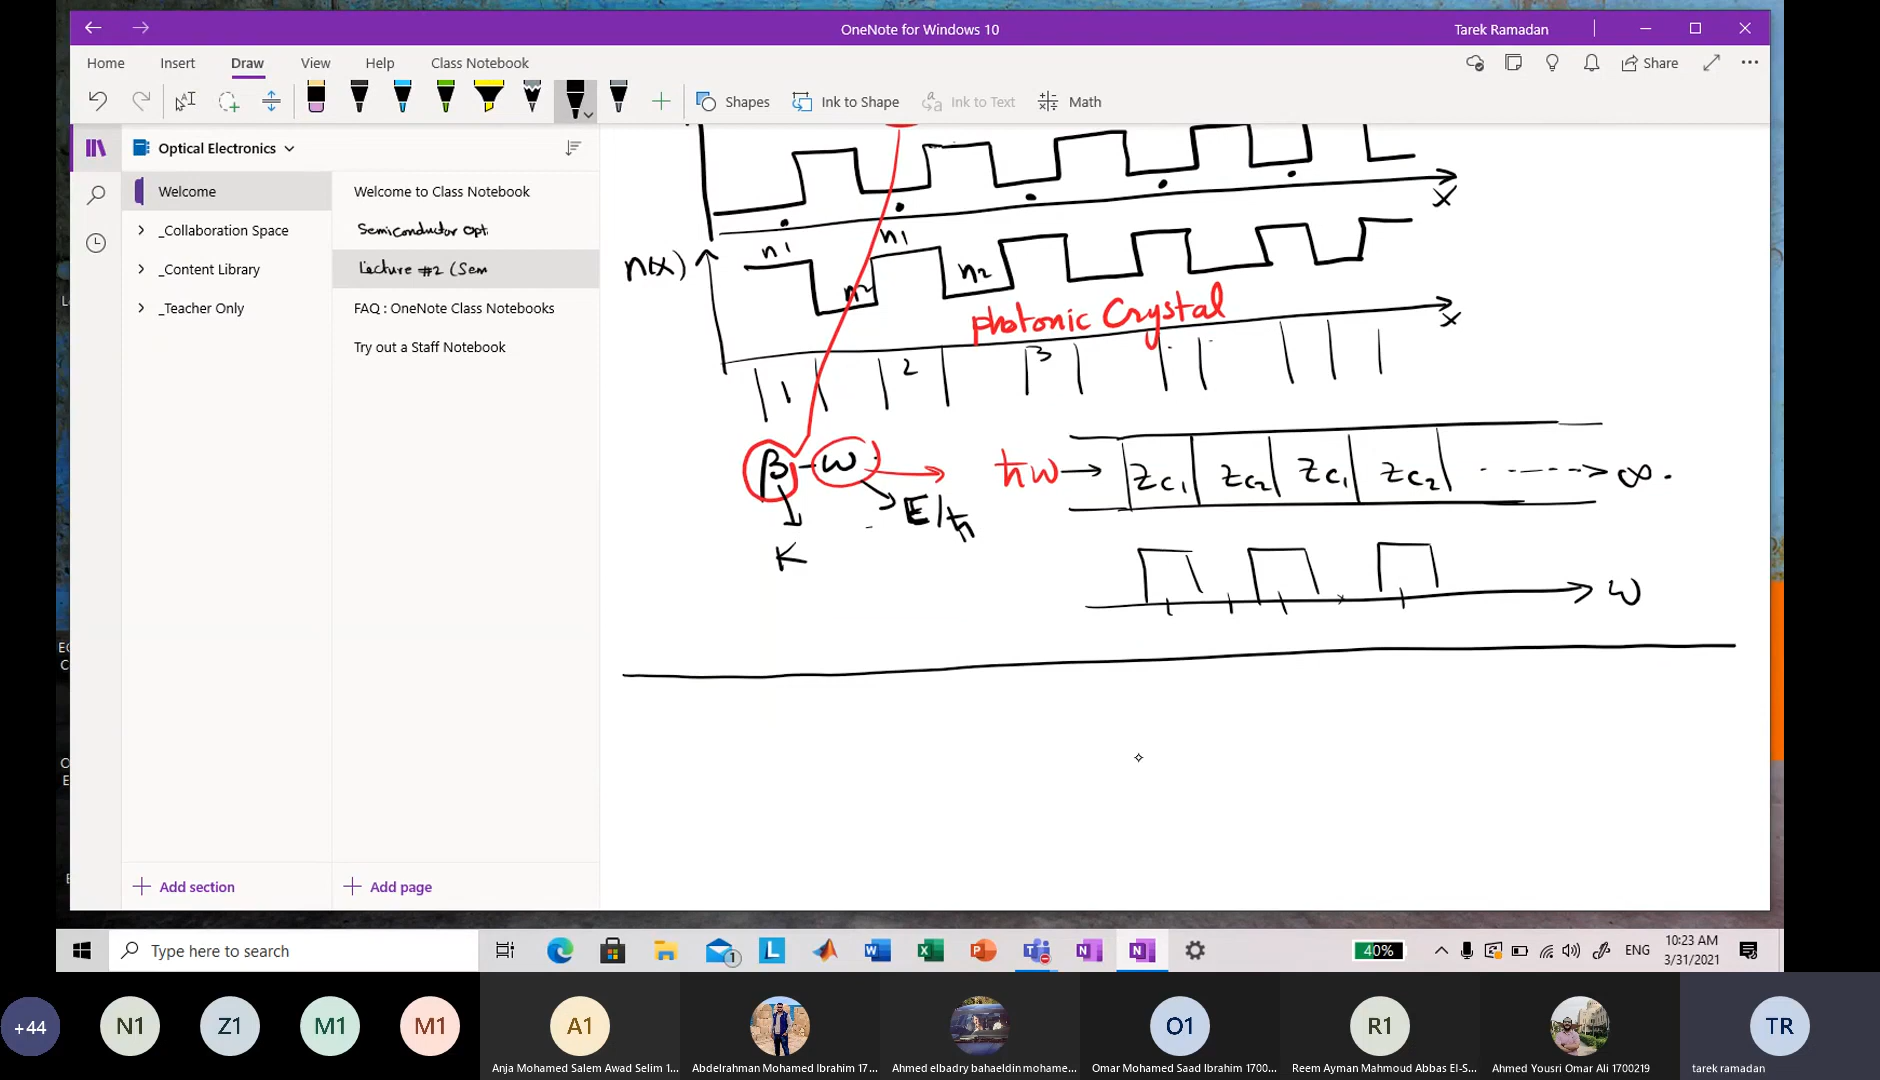 OneNote for Windows 10
Tarek Ramadan
Home Insert Draw View Help Class Notebook
Share
Shapes
Ink to Shape
Ink to Text
Math
Optical Electronics
Welcome
_Collaboration Space
_Content Library
_Teacher Only
Welcome to Class Notebook
Semiconductor opti
Lecture #2 (Sem
FAQ : OneNote Class Notebooks
Try out a Staff Notebook
Add section
Add page
x
n(x)
n1 n1
n2 n2
photonic Crystal
x
1 2 3
β - ω
E/ħ
K
ħω → Zc1 Zc2 Zc1 Zc2 ------> ∞.
ω
Type here to search
1
L
40%
ENG
10:23 AM
3/31/2021
+44
N1
Z1
M1
M1
A1
O1
R1
TR
Anja Mohamed Salem Awad Selim 1...
Abdelrahman Mohamed Ibrahim 17...
Ahmed elbadry bahaeldin mohame...
Omar Mohamed Saad Ibrahim 1700...
Reem Ayman Mahmoud Abbas El-S...
Ahmed Yousri Omar Ali 1700219
tarek ramadan